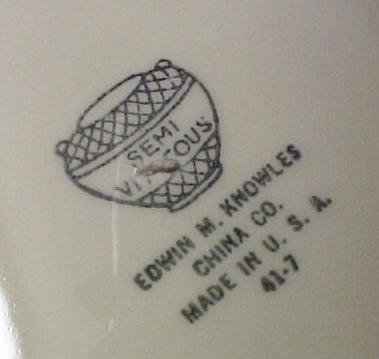 SEMI
VITREOUS
EDWIN M. KNOWLES
CHINA CO.
MADE IN U. S. A.
41-7